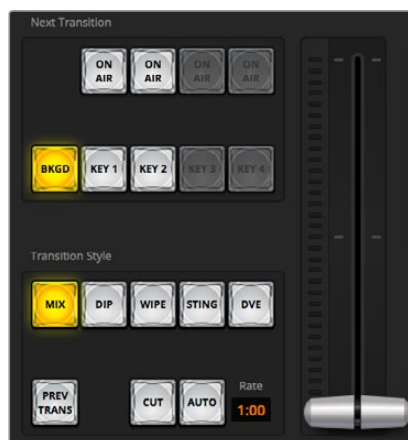 Next Transition
ON AIR ON AIR ON AIR ON AIR
BKGD KEY 1 KEY 2 KEY 3 KEY 4
Transition Style
MIX DIP WIPE STING DVE
PREV TRANS CUT AUTO Rate 1:00